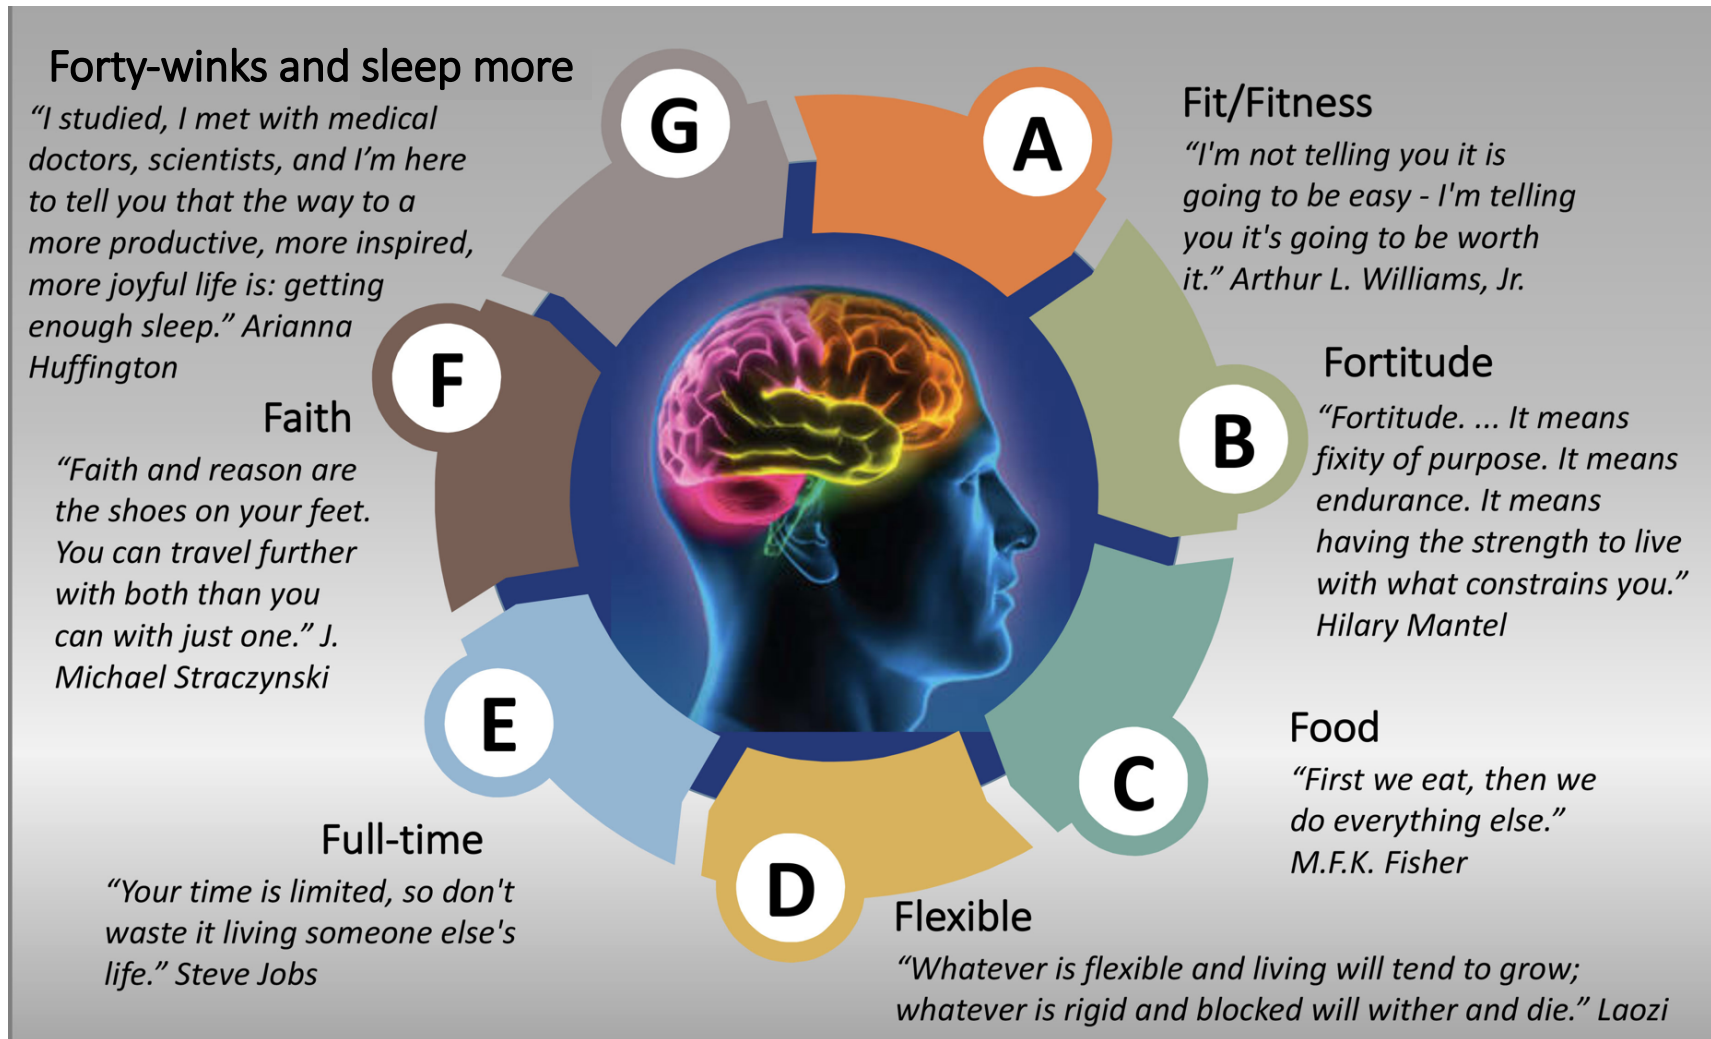 Forty-winks and sleep more
“I studied, I met with medical
doctors, scientists, and I’m here
to tell you that the way to a
more productive, more inspired,
more joyful life is: getting
enough sleep.” Arianna
Huffington
G
A
Fit/Fitness
“I'm not telling you it is
going to be easy - I'm telling
you it's going to be worth
it.” Arthur L. Williams, Jr.
B
Fortitude
“Fortitude. ... It means
fixity of purpose. It means
endurance. It means
having the strength to live
with what constrains you.”
Hilary Mantel
C
Food
“First we eat, then we
do everything else.”
M.F.K. Fisher
D
Flexible
“Whatever is flexible and living will tend to grow;
whatever is rigid and blocked will wither and die.” Laozi
E
Full-time
“Your time is limited, so don't
waste it living someone else's
life.” Steve Jobs
F
Faith
“Faith and reason are
the shoes on your feet.
You can travel further
with both than you
can with just one.” J.
Michael Straczynski